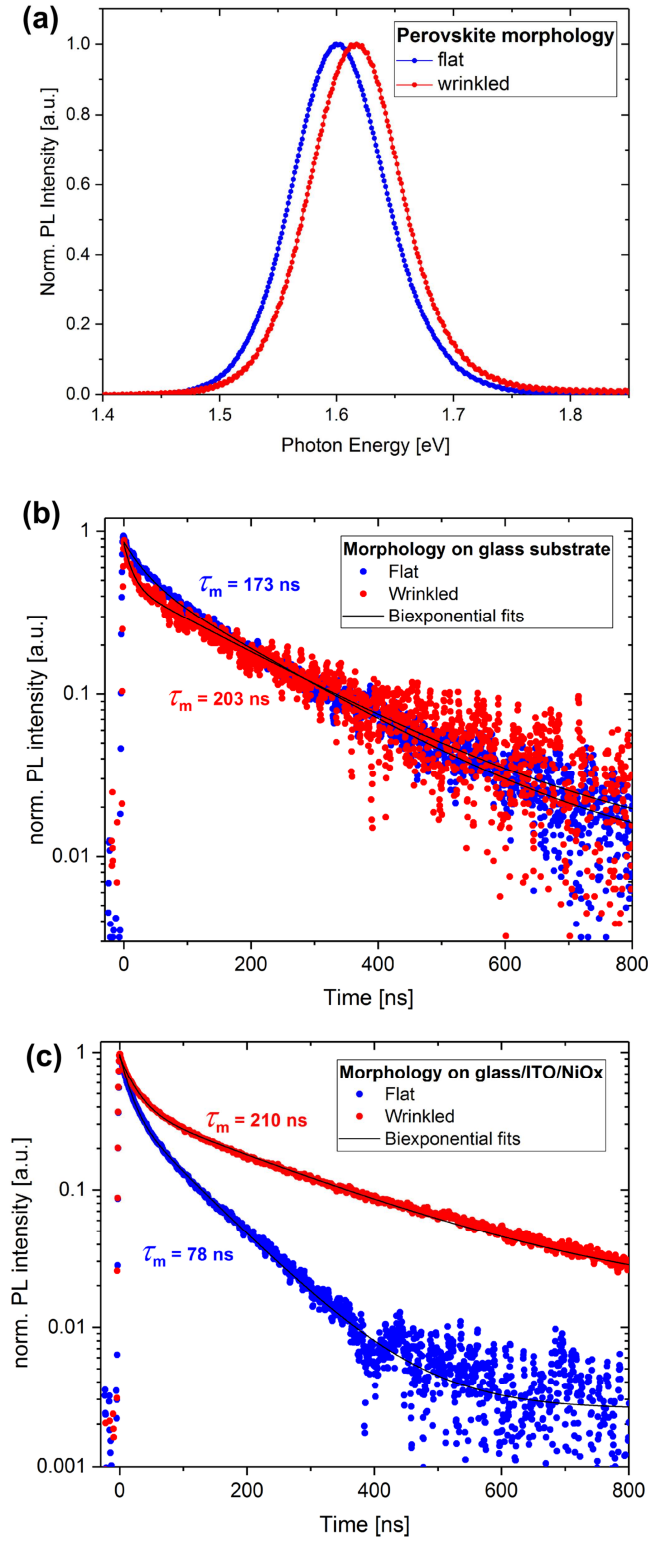 (a)
Perovskite morphology
flat
wrinkled
Norm. PL Intensity [a.u.]
1.0
0.8
0.6
0.4
0.2
0.0
1.4 1.5 1.6 1.7 1.8
Photon Energy [eV]
(b)
Morphology on glass substrate
Flat
Wrinkled
Biexponential fits
τm = 173 ns
τm = 203 ns
norm. PL intensity [a.u.]
1
0.1
0.01
0 200 400 600 800
Time [ns]
(c)
Morphology on glass/ITO/NiOx
Flat
Wrinkled
Biexponential fits
τm = 210 ns
τm = 78 ns
norm. PL intensity [a.u.]
1
0.1
0.01
0.001
0 200 400 600 800
Time [ns]